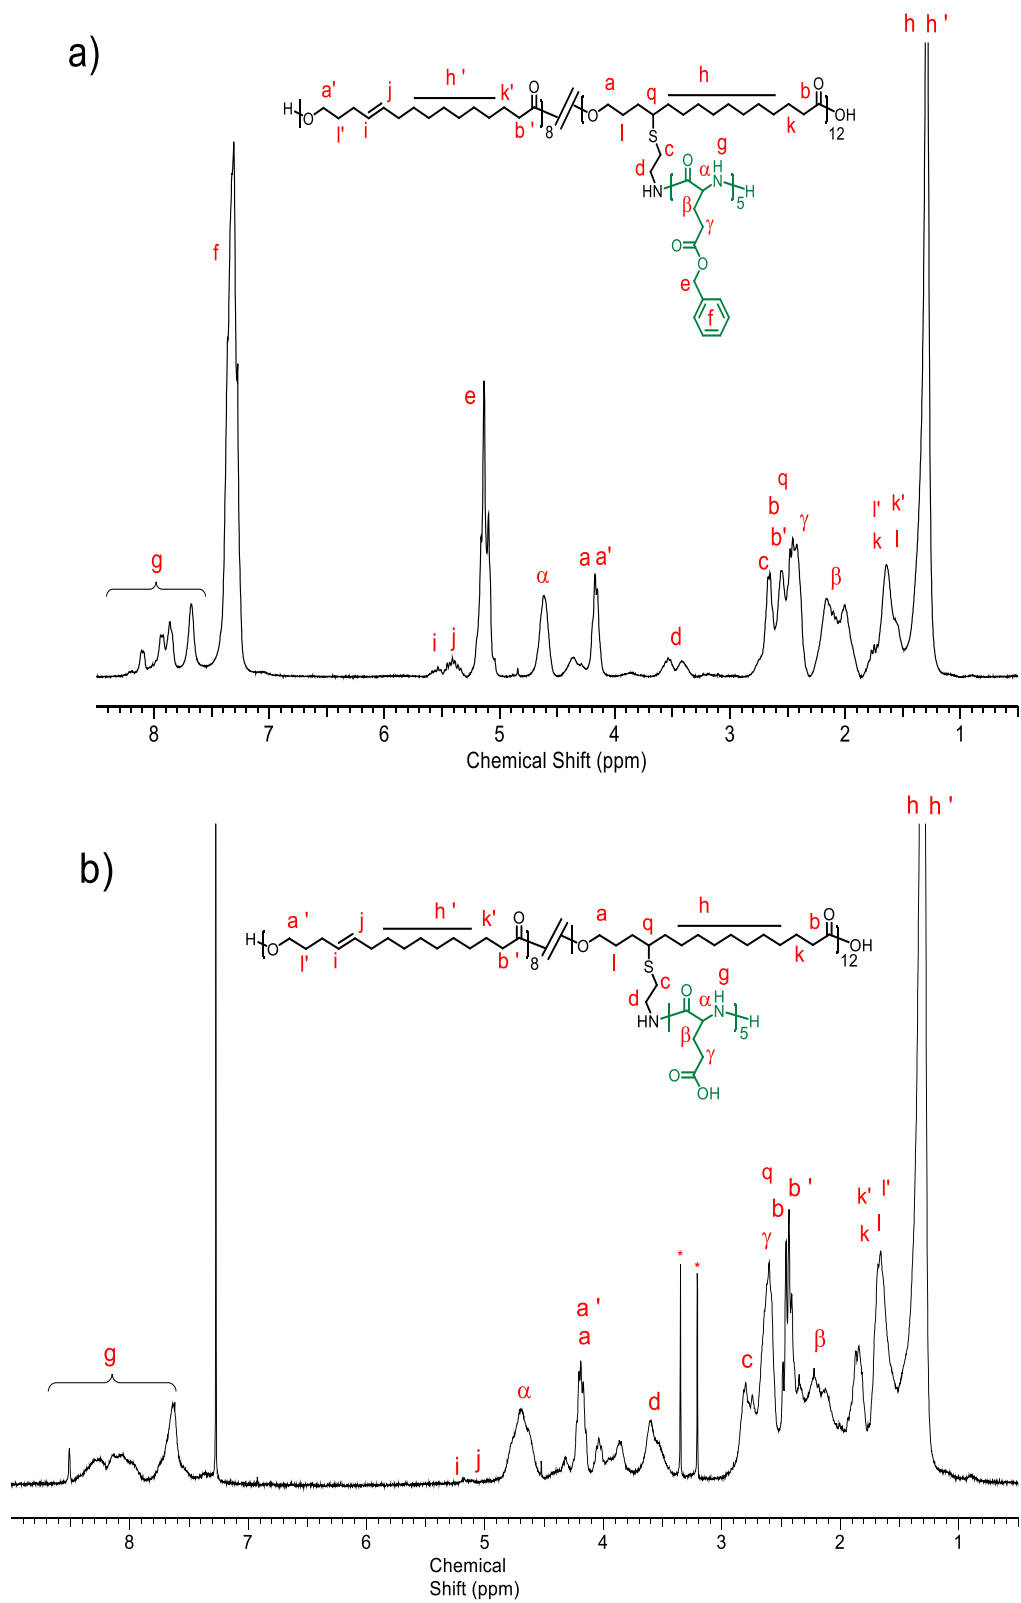 a)
h h '
h ' h
a' j k' O a q b O
H O l' i b ' 8 O l k OH 12
S c g
d O α H N
HN 5 H
β γ
O O
e
f
f
e
q
b l' k'
b' γ k l
g c
α a a' β
i j d
8 7 6 5 4 3 2 1
Chemical Shift (ppm)
h h '
b)
h ' h
a ' j k' O a q b O
H O l' i b ' 8 O l k OH 12
S c g
d O α H N
HN 5 H
β γ
O OH
q k' l'
b b ' k l
γ
* *
a '
a
g c β
α d
i j
8 7 6 5 4 3 2 1
Chemical
Shift (ppm)